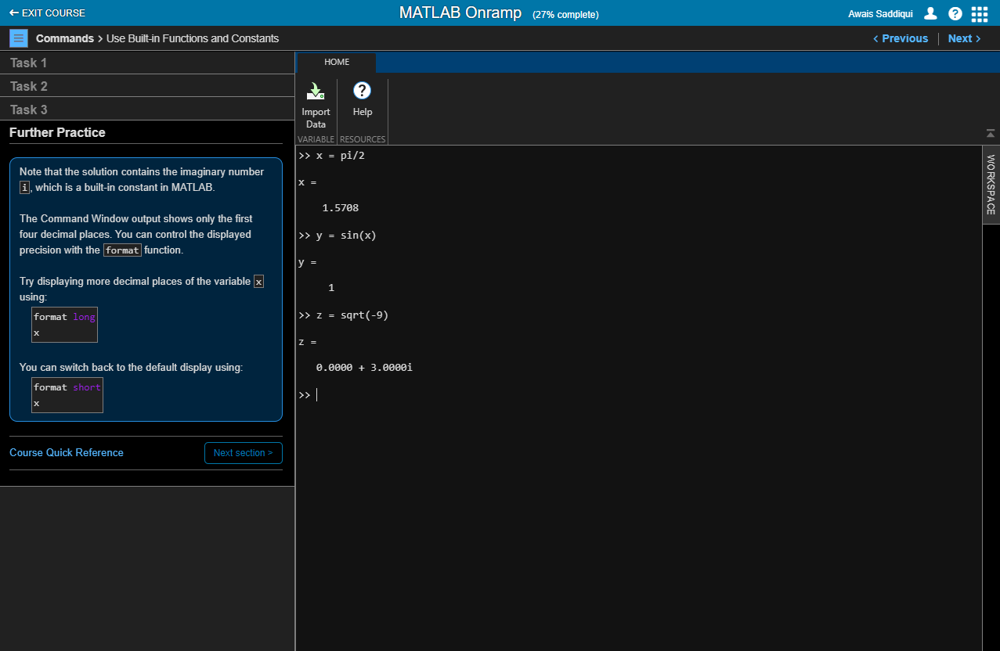 EXIT COURSE
MATLAB Onramp (27% complete)
Awais Saddiqui
Commands > Use Built-in Functions and Constants
< Previous | Next >
Task 1
Task 2
Task 3
Further Practice
Note that the solution contains the imaginary number
i, which is a built-in constant in MATLAB.
The Command Window output shows only the first
four decimal places. You can control the displayed
precision with the format function.
Try displaying more decimal places of the variable x
using:
format long
x
You can switch back to the default display using:
format short
x
Course Quick Reference
Next section >
HOME
Import
Data
Help
VARIABLE
RESOURCES
>> x = pi/2
x =
1.5708
>> y = sin(x)
y =
1
>> z = sqrt(-9)
z =
0.0000 + 3.0000i
>>
WORKSPACE